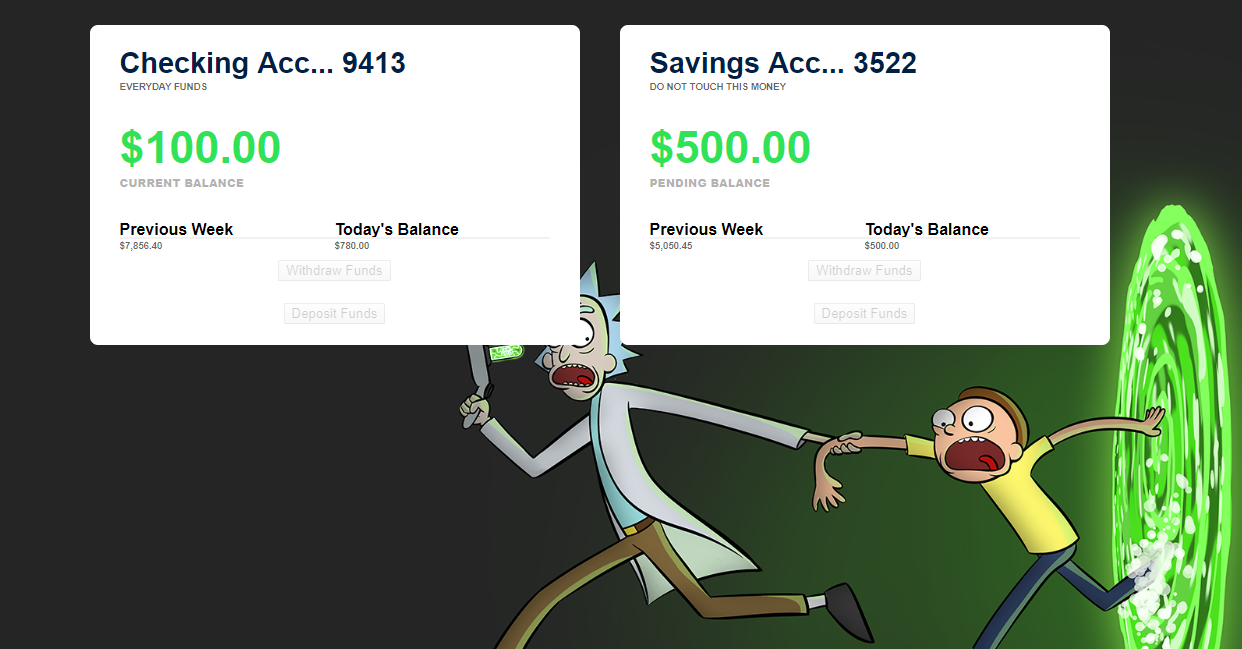 Checking Acc... 9413
EVERYDAY FUNDS
$100.00
CURRENT BALANCE
Previous Week Today's Balance
$7,856.40 $780.00
Withdraw Funds
Deposit Funds
Savings Acc... 3522
DO NOT TOUCH THIS MONEY
$500.00
PENDING BALANCE
Previous Week Today's Balance
$5,050.45 $500.00
Withdraw Funds
Deposit Funds